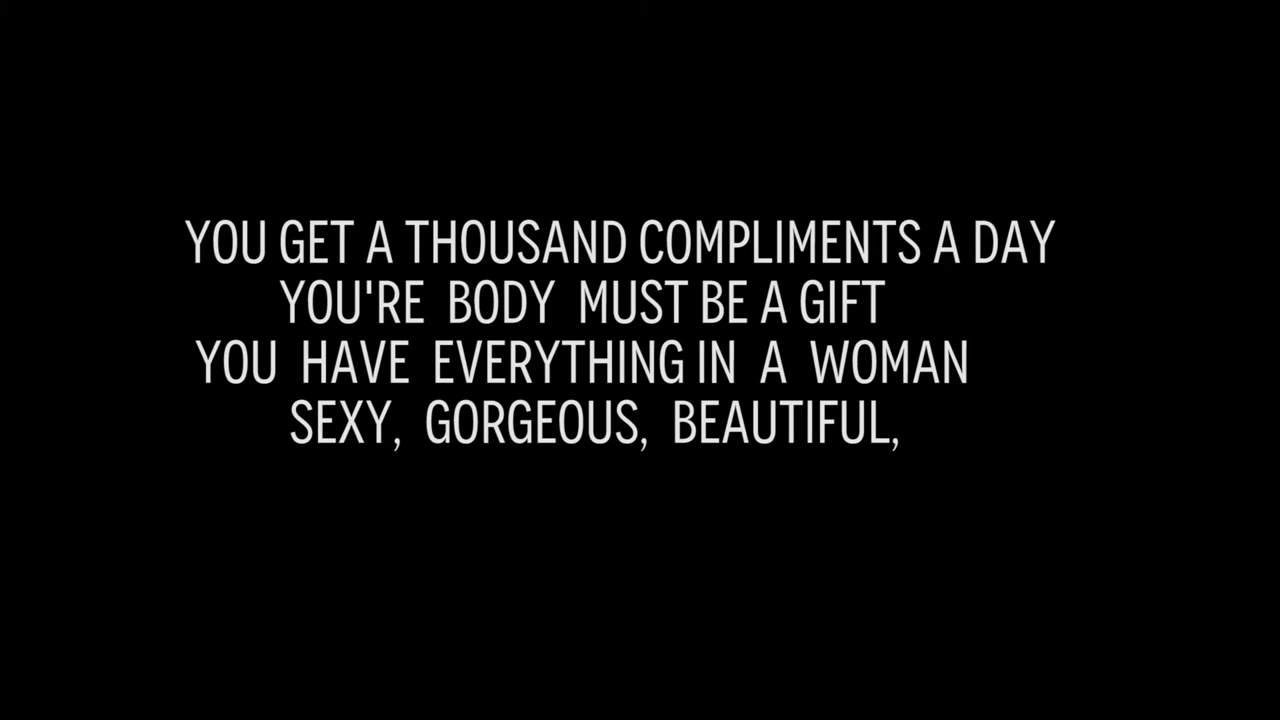 YOU GET A THOUSAND COMPLIMENTS A DAY
YOU'RE BODY MUST BE A GIFT
YOU HAVE EVERYTHING IN A WOMAN
SEXY, GORGEOUS, BEAUTIFUL,